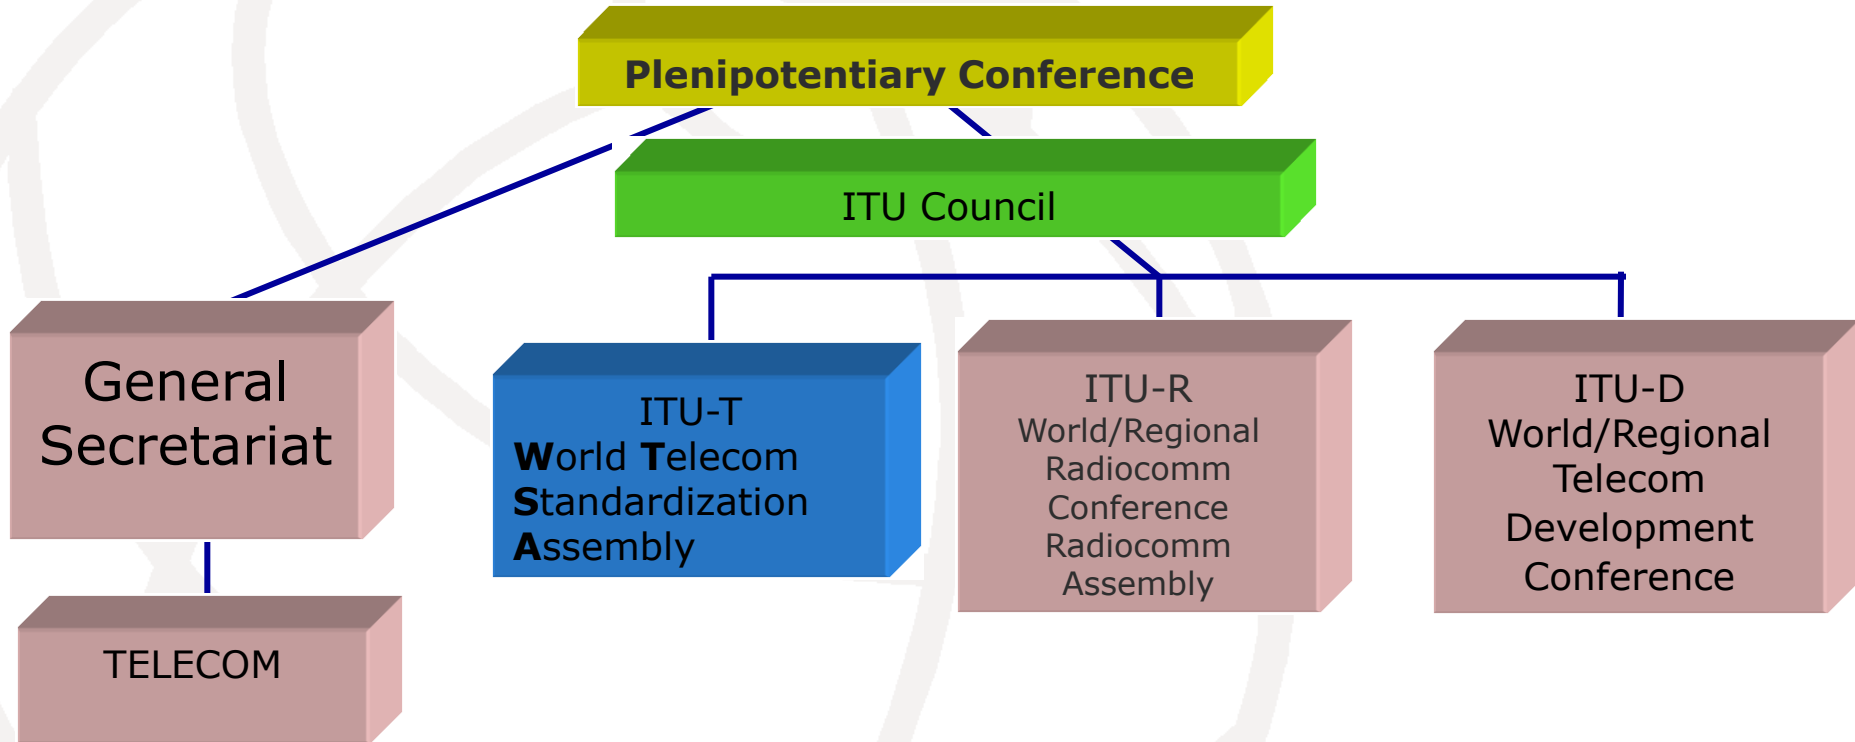 Plenipotentiary Conference
ITU Council
General
Secretariat
TELECOM
ITU-T
World Telecom
Standardization
Assembly
ITU-R
World/Regional
Radiocomm
Conference
Radiocomm
Assembly
ITU-D
World/Regional
Telecom
Development
Conference